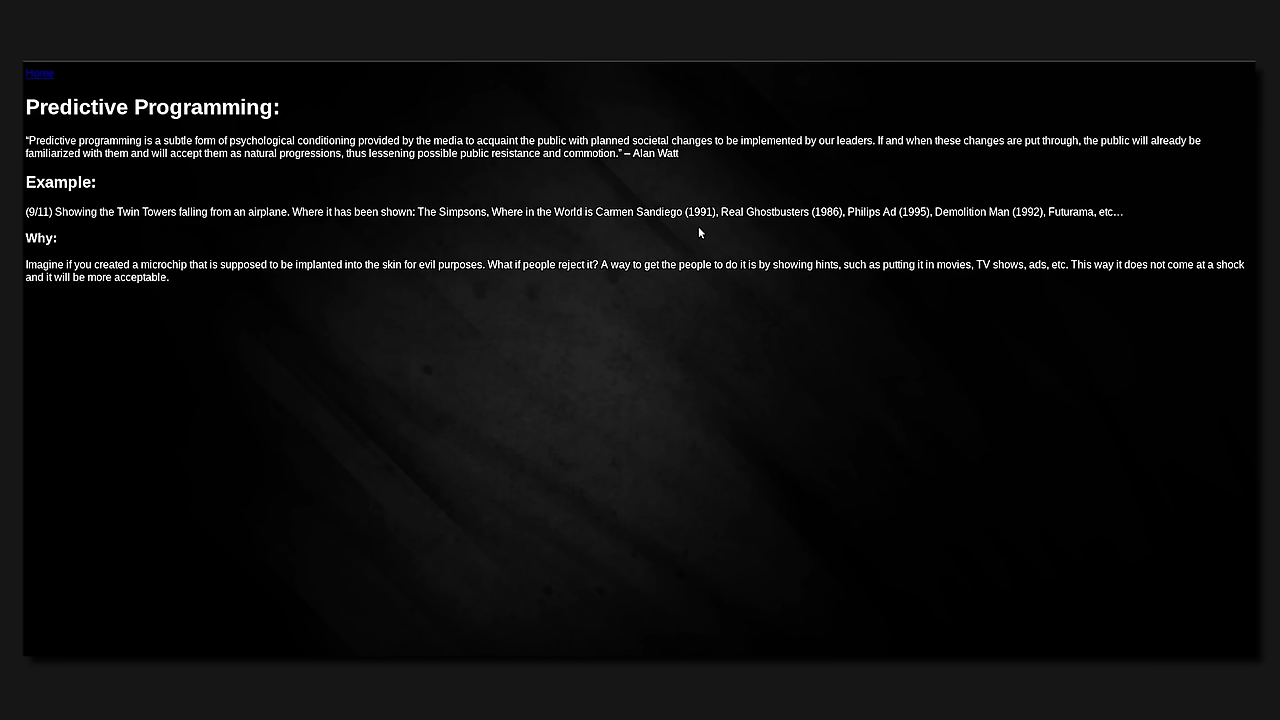 Home
Predictive Programming:
“Predictive programming is a subtle form of psychological conditioning provided by the media to acquaint the public with planned societal changes to be implemented by our leaders. If and when these changes are put through, the public will already be
familiarized with them and will accept them as natural progressions, thus lessening possible public resistance and commotion.” – Alan Watt
Example:
(9/11) Showing the Twin Towers falling from an airplane. Where it has been shown: The Simpsons, Where in the World is Carmen Sandiego (1991), Real Ghostbusters (1986), Philips Ad (1995), Demolition Man (1992), Futurama, etc…
Why:
Imagine if you created a microchip that is supposed to be implanted into the skin for evil purposes. What if people reject it? A way to get the people to do it is by showing hints, such as putting it in movies, TV shows, ads, etc. This way it does not come at a shock
and it will be more acceptable.